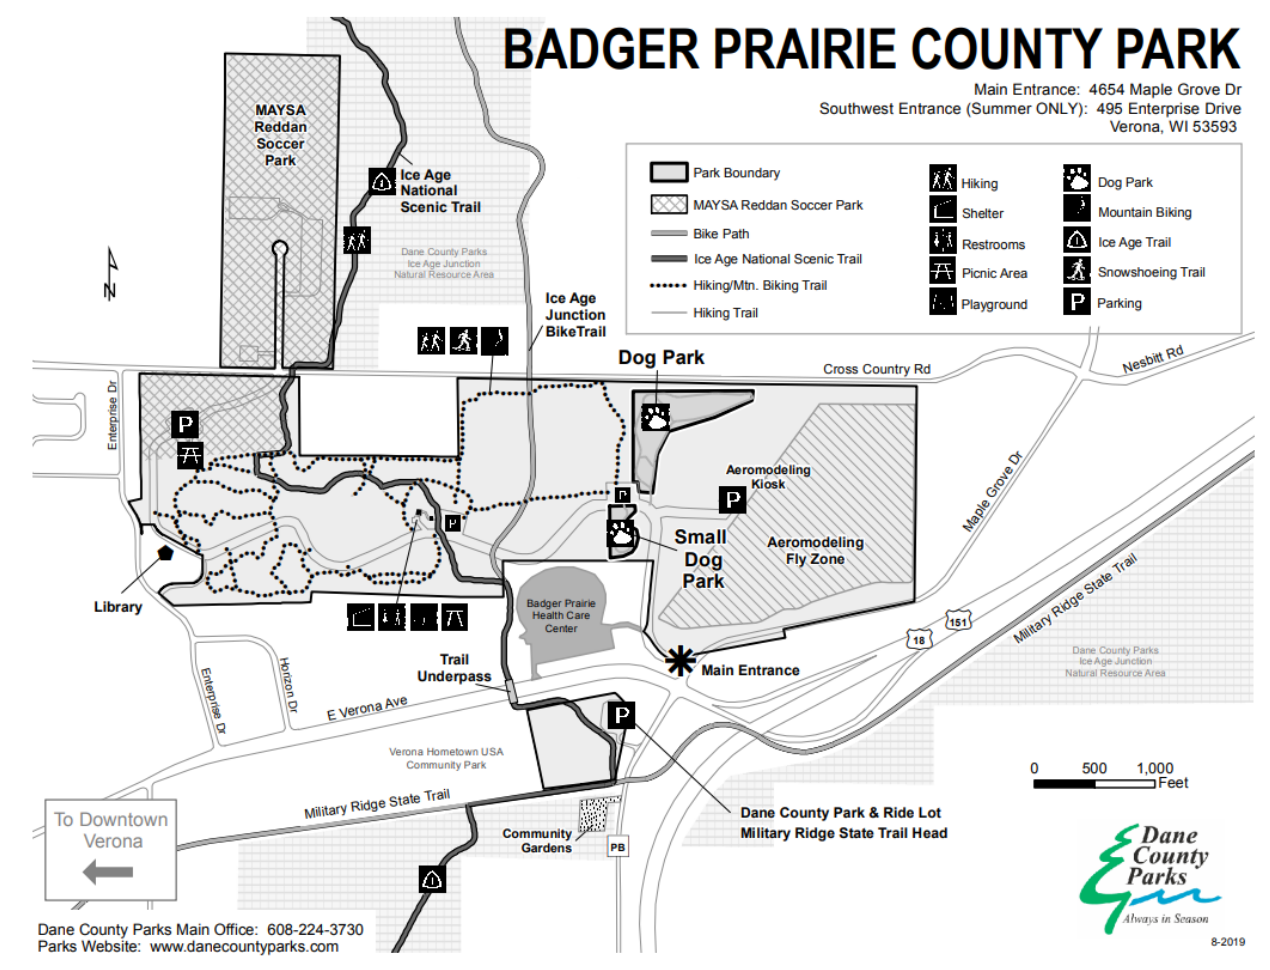 BADGER PRAIRIE COUNTY PARK
Main Entrance: 4654 Maple Grove Dr
Southwest Entrance (Summer ONLY): 495 Enterprise Drive
Verona, WI 53593
MAYSA
Reddan
Soccer
Park
Ice Age
National
Scenic Trail
Dane County Parks
Ice Age Junction
Natural Resource Area
N
Park Boundary
MAYSA Reddan Soccer Park
Bike Path
Ice Age National Scenic Trail
Hiking/Mtn. Biking Trail
Hiking Trail
Hiking
Shelter
Restrooms
Picnic Area
Playground
Dog Park
Mountain Biking
Ice Age Trail
Snowshoeing Trail
P
Parking
Ice Age
Junction
BikeTrail
Dog Park
Cross Country Rd
Nesbitt Rd
Enterprise Dr
P
Aeromodeling
Kiosk
P
P
P
Maple Grove Dr
Small
Dog
Park
Aeromodeling
Fly Zone
Library
Badger Prairie
Health Care
Center
Military Ridge State Trail
151
18
Dane County Parks
Ice Age Junction
Natural Resource Area
Trail
Underpass
Main Entrance
Enterprise Dr
Horizon Dr
E Verona Ave
P
Verona Hometown USA
Community Park
Military Ridge State Trail
0 500 1,000
Feet
To Downtown
Verona
Community
Gardens
PB
Dane County Park & Ride Lot
Military Ridge State Trail Head
Dane
County
Parks
Always in Season
Dane County Parks Main Office: 608-224-3730
Parks Website: www.danecountyparks.com
8-2019